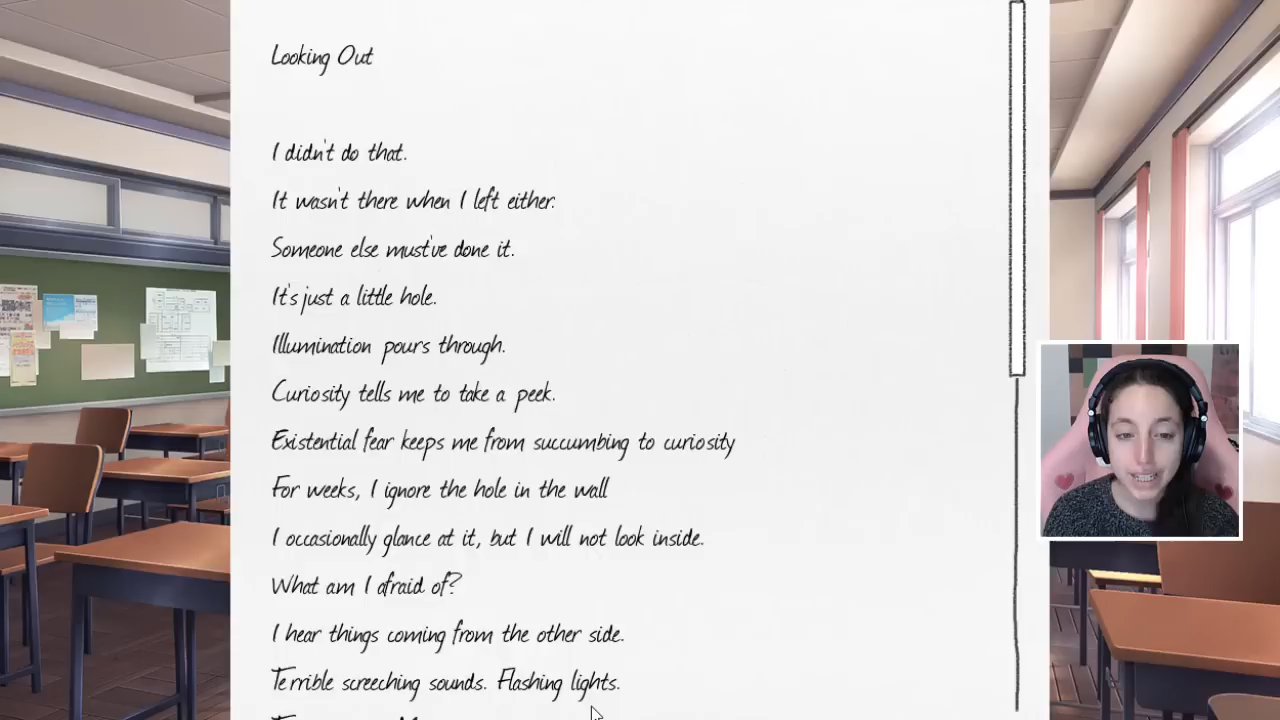 Looking Out
I didn't do that.
It wasn't there when I left either.
Someone else must've done it.
It's just a little hole.
Illumination pours through.
Curiosity tells me to take a peek.
Existential fear keeps me from succumbing to curiosity
For weeks, I ignore the hole in the wall
I occasionally glance at it, but I will not look inside.
What am I afraid of?
I hear things coming from the other side.
Terrible screeching sounds. Flashing lights.